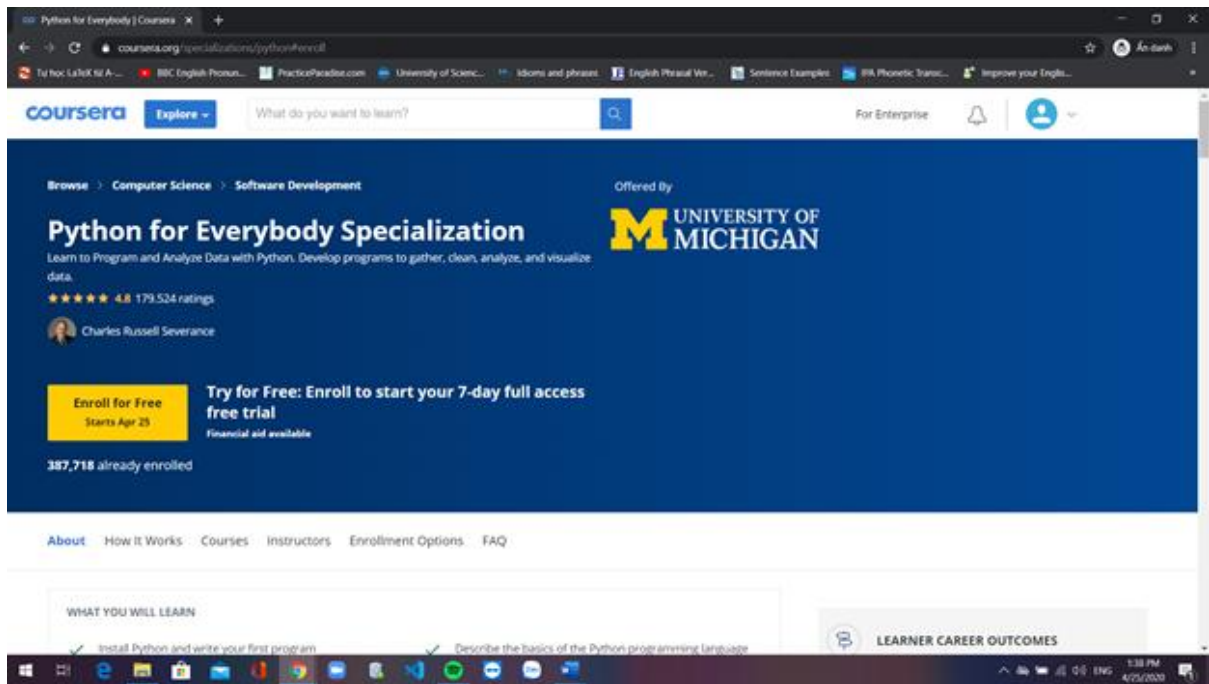 Python for Everybody | Coursera
coursera.org/specializations/python#enroll
Ẩn danh
Tự học LaTeX từ A-...
BBC English Pronun...
PracticeParadise.com
University of Scienc...
Idioms and phrases
English Phrasal Ver...
Sentence Examples
IPA Phonetic Transc...
Improve your Englis...
coursera
Explore
What do you want to learn?
For Enterprise
Browse > Computer Science > Software Development
Offered By
UNIVERSITY OF
MICHIGAN
Python for Everybody Specialization
Learn to Program and Analyze Data with Python. Develop programs to gather, clean, analyze, and visualize
data.
4.8 179.524 ratings
Charles Russell Severance
Enroll for Free
Starts Apr 25
Try for Free: Enroll to start your 7-day full access
free trial
Financial aid available
387,718 already enrolled
About How It Works Courses Instructors Enrollment Options FAQ
WHAT YOU WILL LEARN
Install Python and write your first program
Describe the basics of the Python programming language
LEARNER CAREER OUTCOMES
ENG
1:38 PM
4/25/2020